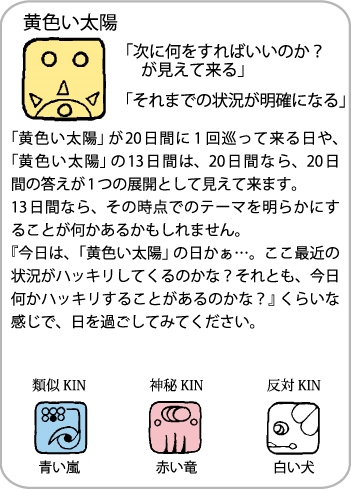 黄色い太陽
「次に何をすればいいのか？
が見えて来る」
「それまでの状況が明確になる」
「黄色い太陽」が20日間に１回巡って来る日や、
「黄色い太陽」の13日間は、20日間なら、20日
間の答えが１つの展開として見えて来ます。
13日間なら、その時点でのテーマを明らかにす
ることが何かあるかもしれません。
『今日は、「黄色い太陽」の日かぁ…。ここ最近の
状況がハッキリしてくるのかな？それとも、今日
何かハッキリすることがあるのかな？』くらいな
感じで、日を過ごしてみてください。
類似 KIN 神秘 KIN 反対 KIN
青い嵐 赤い竜 白い犬